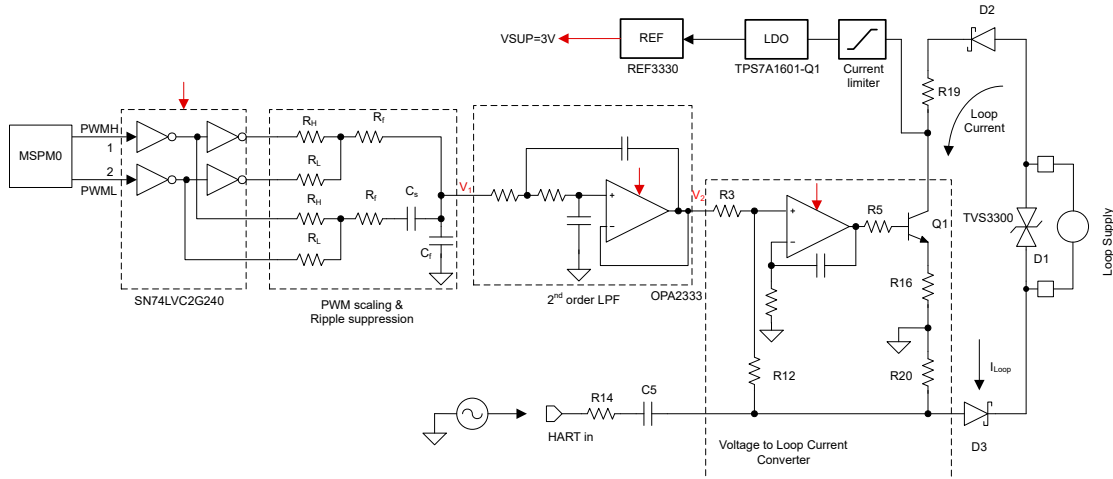 D2
VSUP=3V
REF
LDO
REF3330
TPS7A1601-Q1
Current
limiter
R19
Loop
Current
MSPM0
PWMH
1
2
PWML
RH
Rf
RL
RH
Rf
Cs
RL
Cf
V1
+
−
V2
R3
+
−
R5
Q1
TVS3300
D1
Loop Supply
SN74LVC2G240
PWM scaling &
Ripple suppression
2nd order LPF
OPA2333
R16
R12
R20
ILoop
R14
C5
HART in
D3
Voltage to Loop Current
Converter